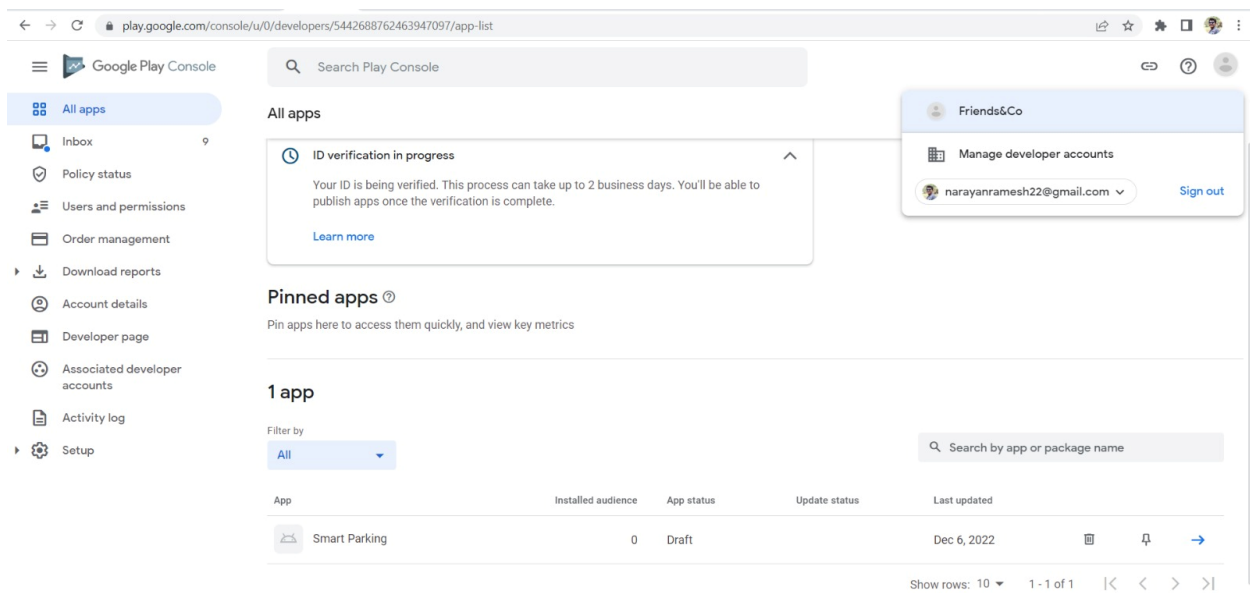 play.google.com/console/u/0/developers/5442688762463947097/app-list
Google Play Console
Search Play Console
All apps
Inbox 9
Policy status
Users and permissions
Order management
Download reports
Account details
Developer page
Associated developer
accounts
Activity log
Setup
All apps
ID verification in progress
Your ID is being verified. This process can take up to 2 business days. You'll be able to
publish apps once the verification is complete.
Learn more
Friends&Co
Manage developer accounts
narayanramesh22@gmail.com Sign out
Pinned apps
Pin apps here to access them quickly, and view key metrics
1 app
Filter by
All
Search by app or package name
App Installed audience App status Update status Last updated
Smart Parking 0 Draft Dec 6, 2022
Show rows: 10 1 - 1 of 1